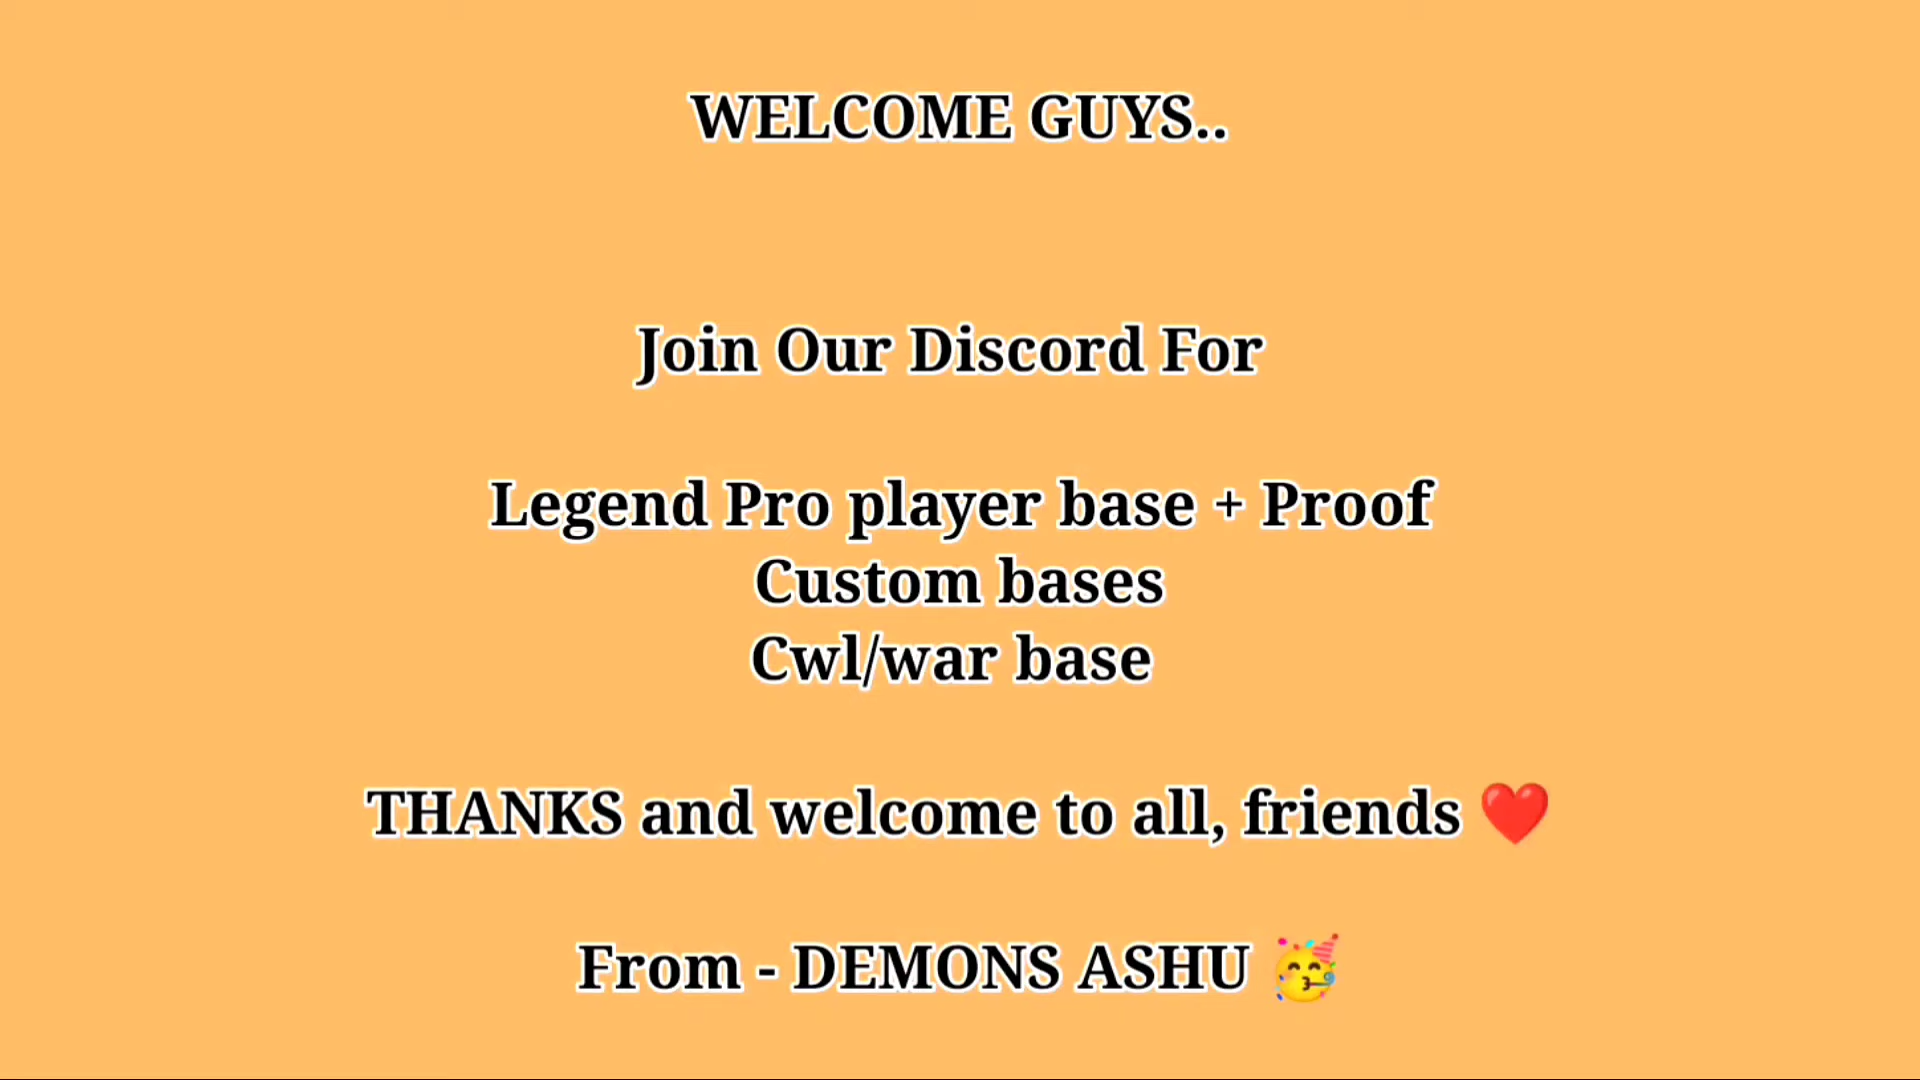 WELCOME GUYS..
Join Our Discord For
Legend Pro player base + Proof
Custom bases
Cwl/war base
THANKS and welcome to all, friends ❤️
From - DEMONS ASHU 🥳